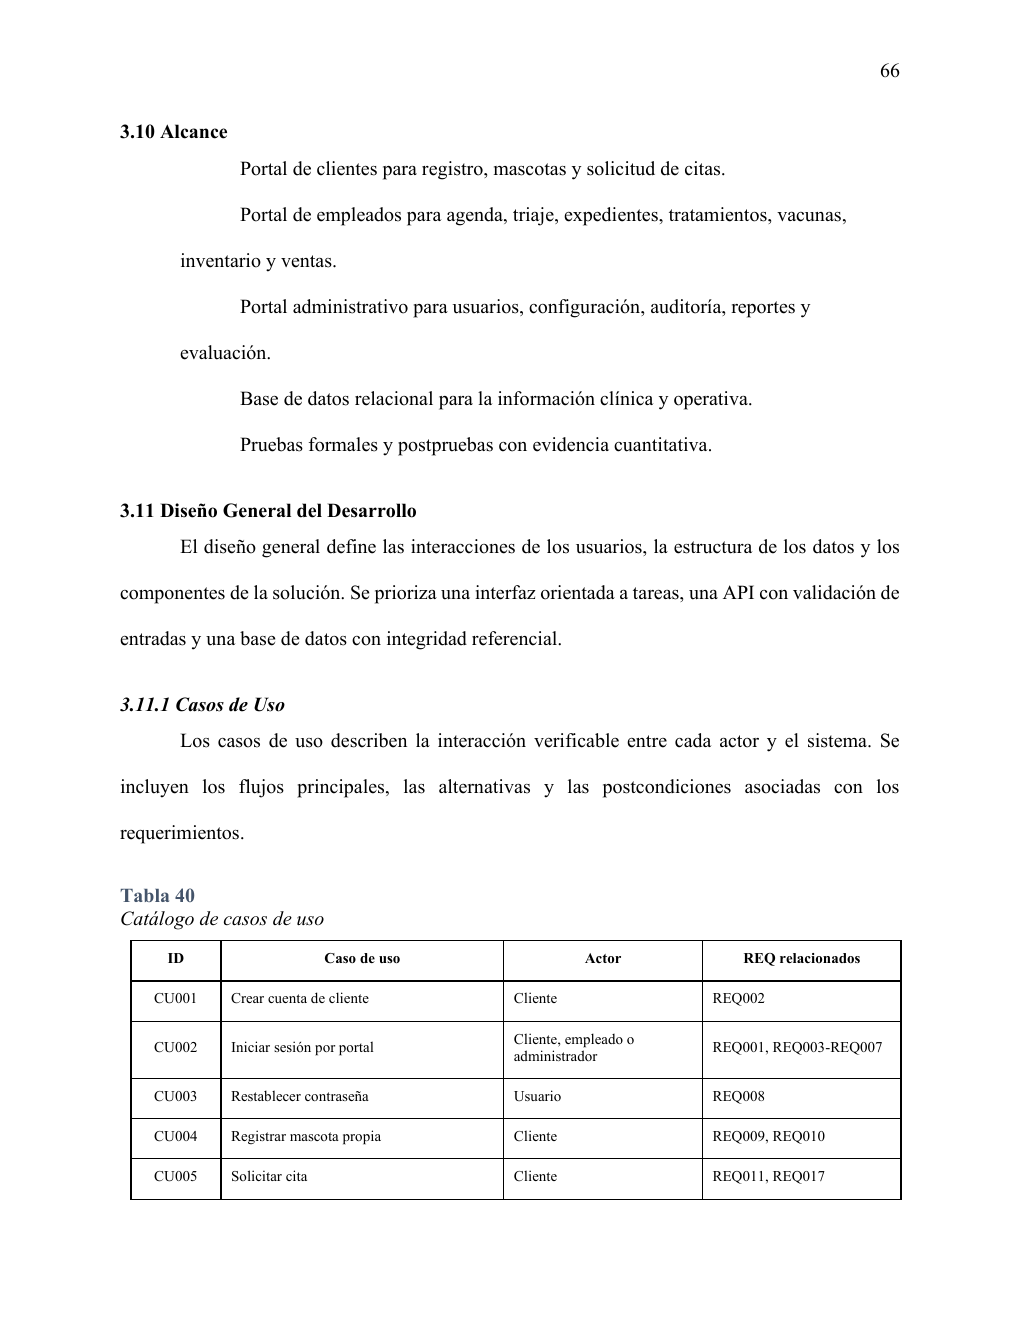 66
3.10 Alcance
Portal de clientes para registro, mascotas y solicitud de citas.
Portal de empleados para agenda, triaje, expedientes, tratamientos, vacunas,
inventario y ventas.
Portal administrativo para usuarios, configuración, auditoría, reportes y
evaluación.
Base de datos relacional para la información clínica y operativa.
Pruebas formales y postpruebas con evidencia cuantitativa.
3.11 Diseño General del Desarrollo
El diseño general define las interacciones de los usuarios, la estructura de los datos y los
componentes de la solución. Se prioriza una interfaz orientada a tareas, una API con validación de
entradas y una base de datos con integridad referencial.
3.11.1 Casos de Uso
Los casos de uso describen la interacción verificable entre cada actor y el sistema. Se
incluyen los flujos principales, las alternativas y las postcondiciones asociadas con los
requerimientos.
Tabla 40
Catálogo de casos de uso
ID Caso de uso Actor REQ relacionados
CU001 Crear cuenta de cliente Cliente REQ002
CU002 Iniciar sesión por portal Cliente, empleado o administrador REQ001, REQ003-REQ007
CU003 Restablecer contraseña Usuario REQ008
CU004 Registrar mascota propia Cliente REQ009, REQ010
CU005 Solicitar cita Cliente REQ011, REQ017